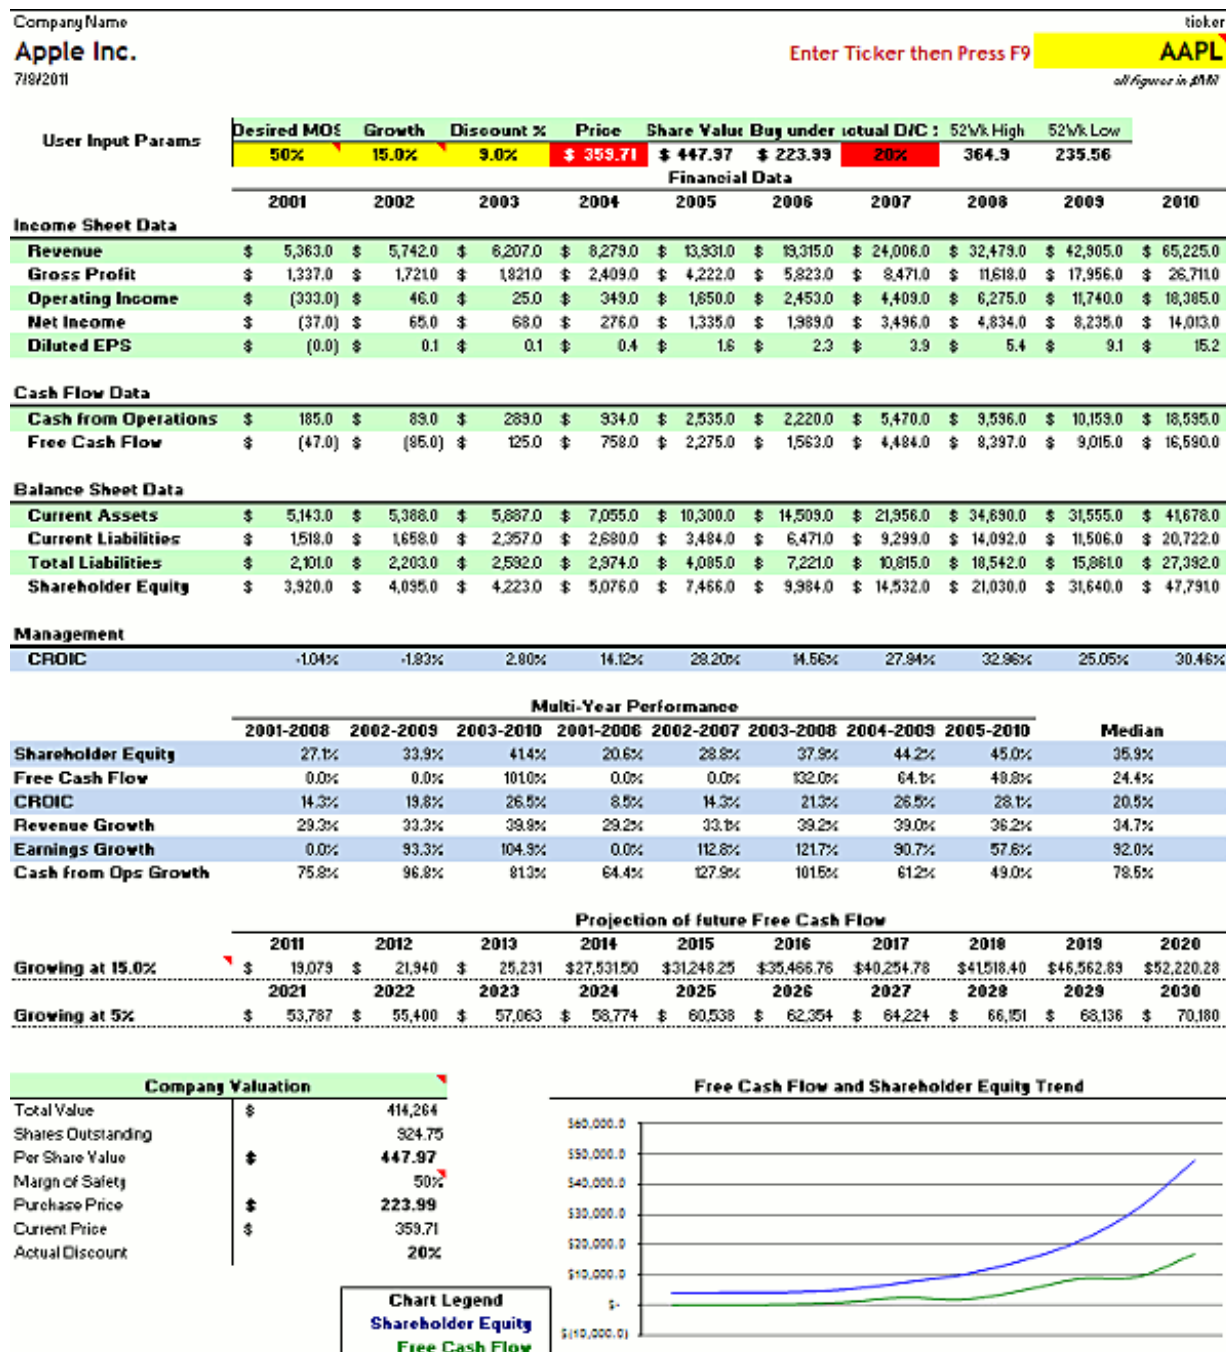 Company Name ticker
Apple Inc. Enter Ticker then Press F9 AAPL
7/8/2011 all figures in $MM
User Input Params Desired MOS Growth Discount % Price Share Value Buy under ctual D/C : 52Wk High 52Wk Low
50% 15.0% 9.0% $ 359.71 $ 447.97 $ 223.99 20% 364.9 235.56
Financial Data
2001 2002 2003 2004 2005 2006 2007 2008 2009 2010
Income Sheet Data
Revenue $ 5,363.0 $ 5,742.0 $ 6,207.0 $ 8,279.0 $ 13,931.0 $ 19,315.0 $ 24,006.0 $ 32,479.0 $ 42,905.0 $ 65,225.0
Gross Profit $ 1,337.0 $ 1,721.0 $ 1,821.0 $ 2,409.0 $ 4,222.0 $ 5,823.0 $ 8,471.0 $ 11,618.0 $ 17,956.0 $ 26,711.0
Operating Income $ (333.0) $ 46.0 $ 25.0 $ 349.0 $ 1,650.0 $ 2,453.0 $ 4,409.0 $ 6,275.0 $ 11,740.0 $ 18,385.0
Net Income $ (37.0) $ 65.0 $ 68.0 $ 276.0 $ 1,335.0 $ 1,989.0 $ 3,496.0 $ 4,834.0 $ 8,235.0 $ 14,013.0
Diluted EPS $ (0.0) $ 0.1 $ 0.1 $ 0.4 $ 1.6 $ 2.3 $ 3.9 $ 5.4 $ 9.1 $ 15.2
Cash Flow Data
Cash from Operations $ 185.0 $ 89.0 $ 289.0 $ 934.0 $ 2,535.0 $ 2,220.0 $ 5,470.0 $ 9,596.0 $ 10,159.0 $ 18,595.0
Free Cash Flow $ (47.0) $ (85.0) $ 125.0 $ 758.0 $ 2,275.0 $ 1,563.0 $ 4,484.0 $ 8,397.0 $ 9,015.0 $ 16,590.0
Balance Sheet Data
Current Assets $ 5,143.0 $ 5,388.0 $ 5,887.0 $ 7,055.0 $ 10,300.0 $ 14,509.0 $ 21,956.0 $ 34,690.0 $ 31,555.0 $ 41,678.0
Current Liabilities $ 1,518.0 $ 1,658.0 $ 2,357.0 $ 2,680.0 $ 3,484.0 $ 6,471.0 $ 9,299.0 $ 14,092.0 $ 11,506.0 $ 20,722.0
Total Liabilities $ 2,101.0 $ 2,203.0 $ 2,592.0 $ 2,974.0 $ 4,085.0 $ 7,221.0 $ 10,815.0 $ 18,542.0 $ 15,861.0 $ 27,392.0
Shareholder Equity $ 3,920.0 $ 4,095.0 $ 4,223.0 $ 5,076.0 $ 7,466.0 $ 9,984.0 $ 14,532.0 $ 21,030.0 $ 31,640.0 $ 47,791.0
Management
CROIC -1.04% -1.83% 2.80% 14.12% 28.20% 14.56% 27.94% 32.96% 25.05% 30.46%
Multi-Year Performance
2001-2008 2002-2009 2003-2010 2001-2006 2002-2007 2003-2008 2004-2009 2005-2010 Median
Shareholder Equity 27.1% 33.9% 41.4% 20.6% 28.8% 37.9% 44.2% 45.0% 35.9%
Free Cash Flow 0.0% 0.0% 101.0% 0.0% 0.0% 132.0% 64.1% 48.8% 24.4%
CROIC 14.3% 19.8% 26.5% 8.5% 14.3% 21.3% 26.5% 28.1% 20.5%
Revenue Growth 29.3% 33.3% 39.9% 29.2% 33.1% 39.2% 39.0% 36.2% 34.7%
Earnings Growth 0.0% 93.3% 104.9% 0.0% 112.8% 121.7% 90.7% 57.6% 92.0%
Cash from Ops Growth 75.8% 96.8% 81.3% 64.4% 127.9% 101.5% 61.2% 49.0% 78.5%
Projection of future Free Cash Flow
2011 2012 2013 2014 2015 2016 2017 2018 2019 2020
Growing at 15.0% $ 19,079 $ 21,940 $ 25,231 $27,531.50 $31,248.25 $35,466.76 $40,254.78 $41,518.40 $46,562.89 $52,220.28
2021 2022 2023 2024 2025 2026 2027 2028 2029 2030
Growing at 5% $ 53,787 $ 55,400 $ 57,063 $ 58,774 $ 60,538 $ 62,354 $ 64,224 $ 66,151 $ 68,136 $ 70,180
Company Valuation
Total Value $ 414,264
Shares Outstanding 924.75
Per Share Value $ 447.97
Margn of Safety 50%
Purchase Price $ 223.99
Current Price $ 359.71
Actual Discount 20%
Chart Legend
Shareholder Equity
Free Cash Flow
Free Cash Flow and Shareholder Equity Trend
$60,000.0
$50,000.0
$40,000.0
$30,000.0
$20,000.0
$10,000.0
$-
$(10,000.0)